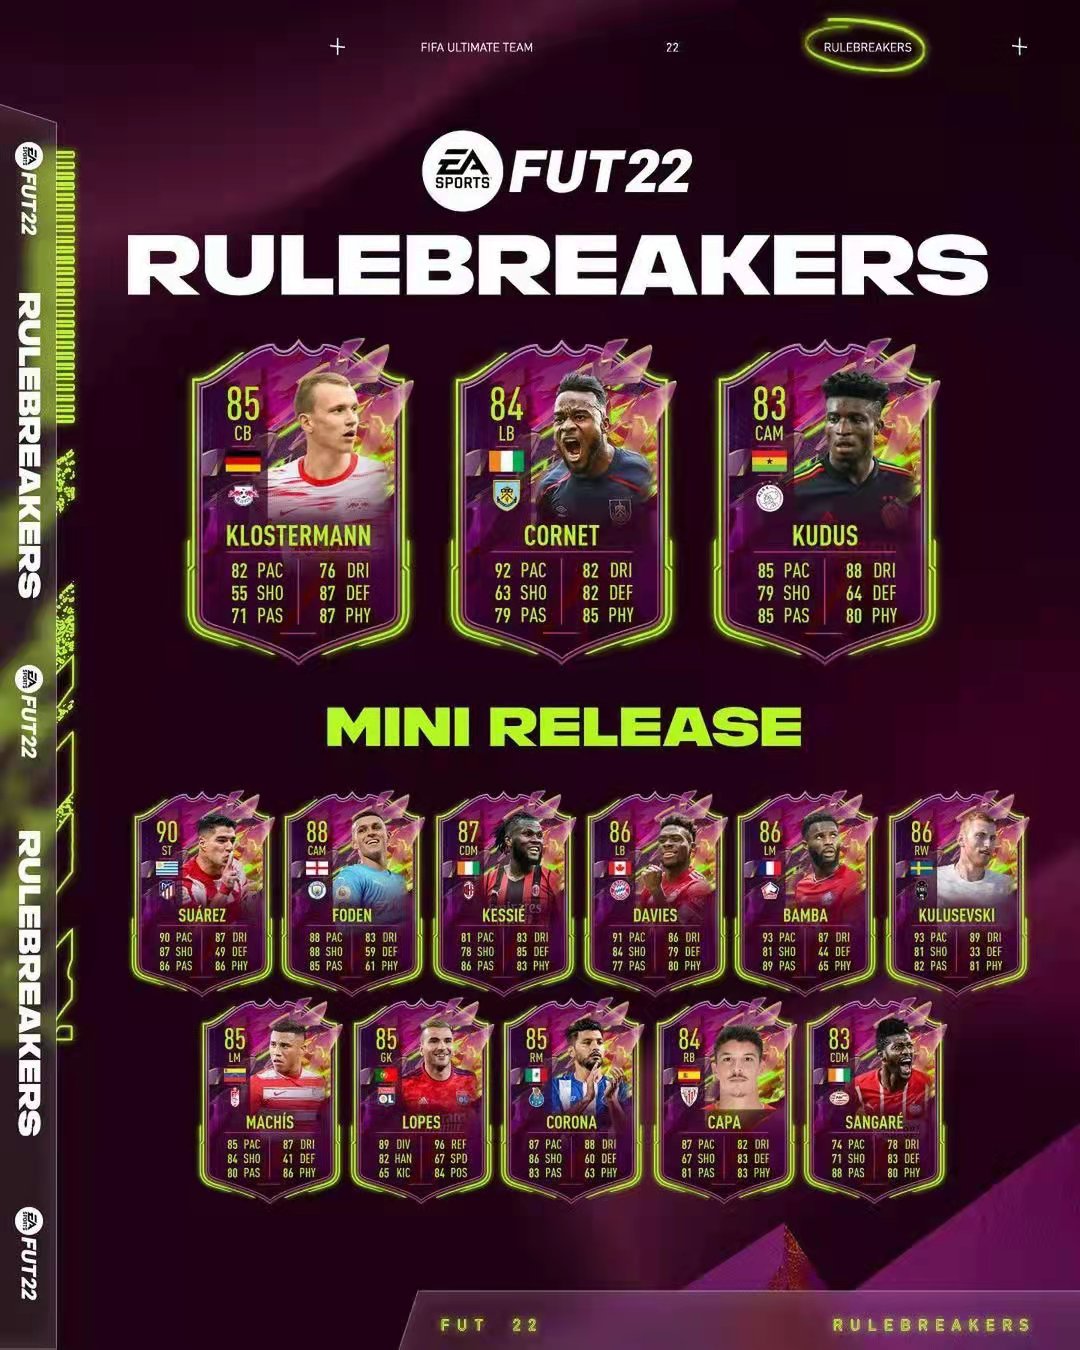 FIFA ULTIMATE TEAM 22 RULEBREAKERS
EA SPORTS FUT 22
RULEBREAKERS
85
CB
KLOSTERMANN
82 PAC 76 DRI
55 SHO 87 DEF
71 PAS 87 PHY
84
LB
CORNET
92 PAC 82 DRI
63 SHO 82 DEF
79 PAS 85 PHY
83
CAM
KUDUS
85 PAC 88 DRI
79 SHO 64 DEF
85 PAS 80 PHY
MINI RELEASE
90
ST
SUÁREZ
90 PAC 87 DRI
87 SHO 49 DEF
86 PAS 86 PHY
88
CAM
FODEN
88 PAC 83 DRI
88 SHO 59 DEF
85 PAS 61 PHY
87
CDM
KESSIÉ
81 PAC 83 DRI
78 SHO 85 DEF
86 PAS 83 PHY
86
LB
DAVIES
91 PAC 86 DRI
84 SHO 79 DEF
77 PAS 80 PHY
86
LM
BAMBA
93 PAC 87 DRI
81 SHO 44 DEF
89 PAS 65 PHY
86
RW
KULUSEVSKI
93 PAC 89 DRI
81 SHO 33 DEF
82 PAS 81 PHY
85
LM
MACHÍS
85 PAC 87 DRI
84 SHO 41 DEF
80 PAS 86 PHY
85
GK
LOPES
89 DIV 96 REF
82 HAN 67 SPD
65 KIC 84 POS
85
RM
CORONA
87 PAC 88 DRI
86 SHO 60 DEF
83 PAS 63 PHY
84
RB
CAPA
87 PAC 82 DRI
67 SHO 83 DEF
81 PAS 83 PHY
83
CDM
SANGARÉ
74 PAC 78 DRI
71 SHO 83 DEF
88 PAS 80 PHY
FUT 22 RULEBREAKERS
EA SPORTS FUT22 RULEBREAKERS EA SPORTS FUT22 RULEBREAKERS EA SPORTS FUT22